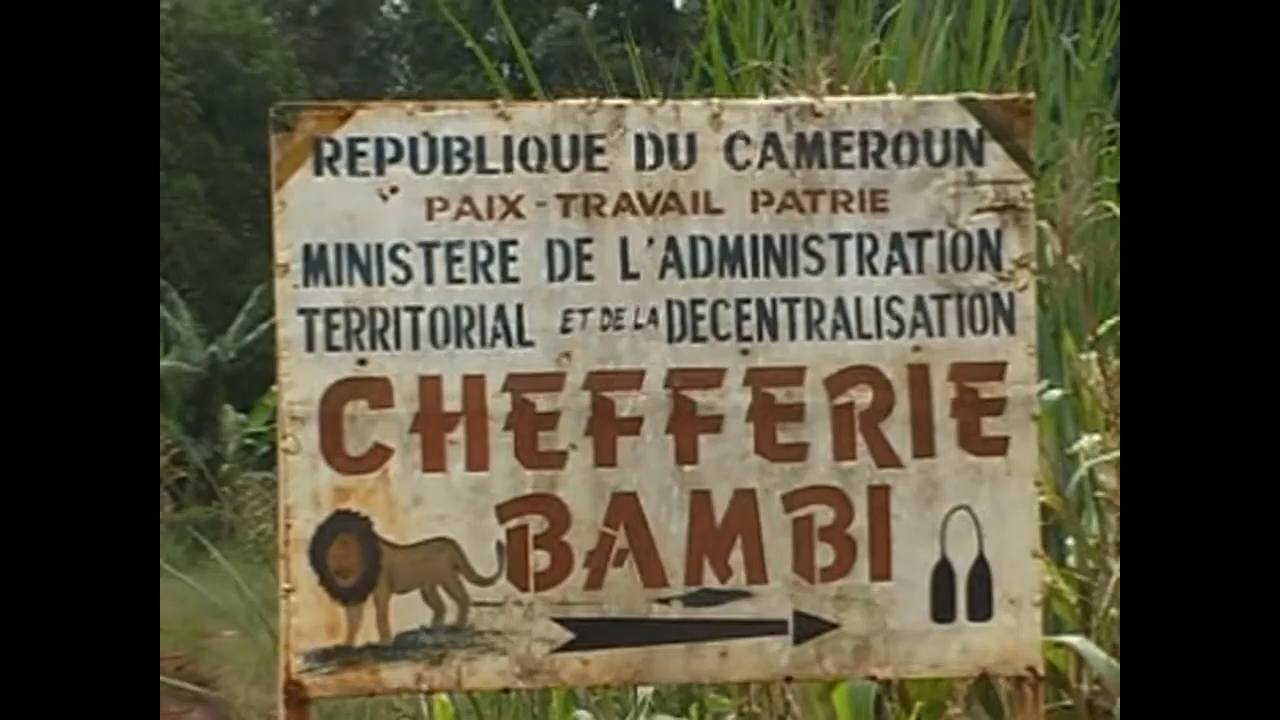 REPUBLIQUE DU CAMEROUN
PAIX-TRAVAIL PATRIE
MINISTERE DE L'ADMINISTRATION
TERRITORIAL ET DE LA DECENTRALISATION
CHEFFERIE
BAMBI